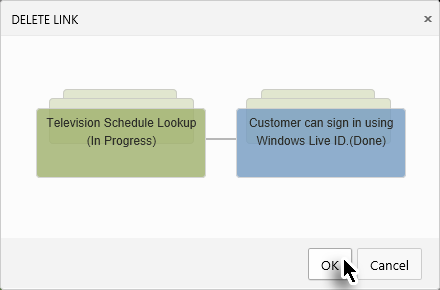 DELETE LINK
×
Television Schedule Lookup
(In Progress)
Customer can sign in using
Windows Live ID.(Done)
OK
Cancel